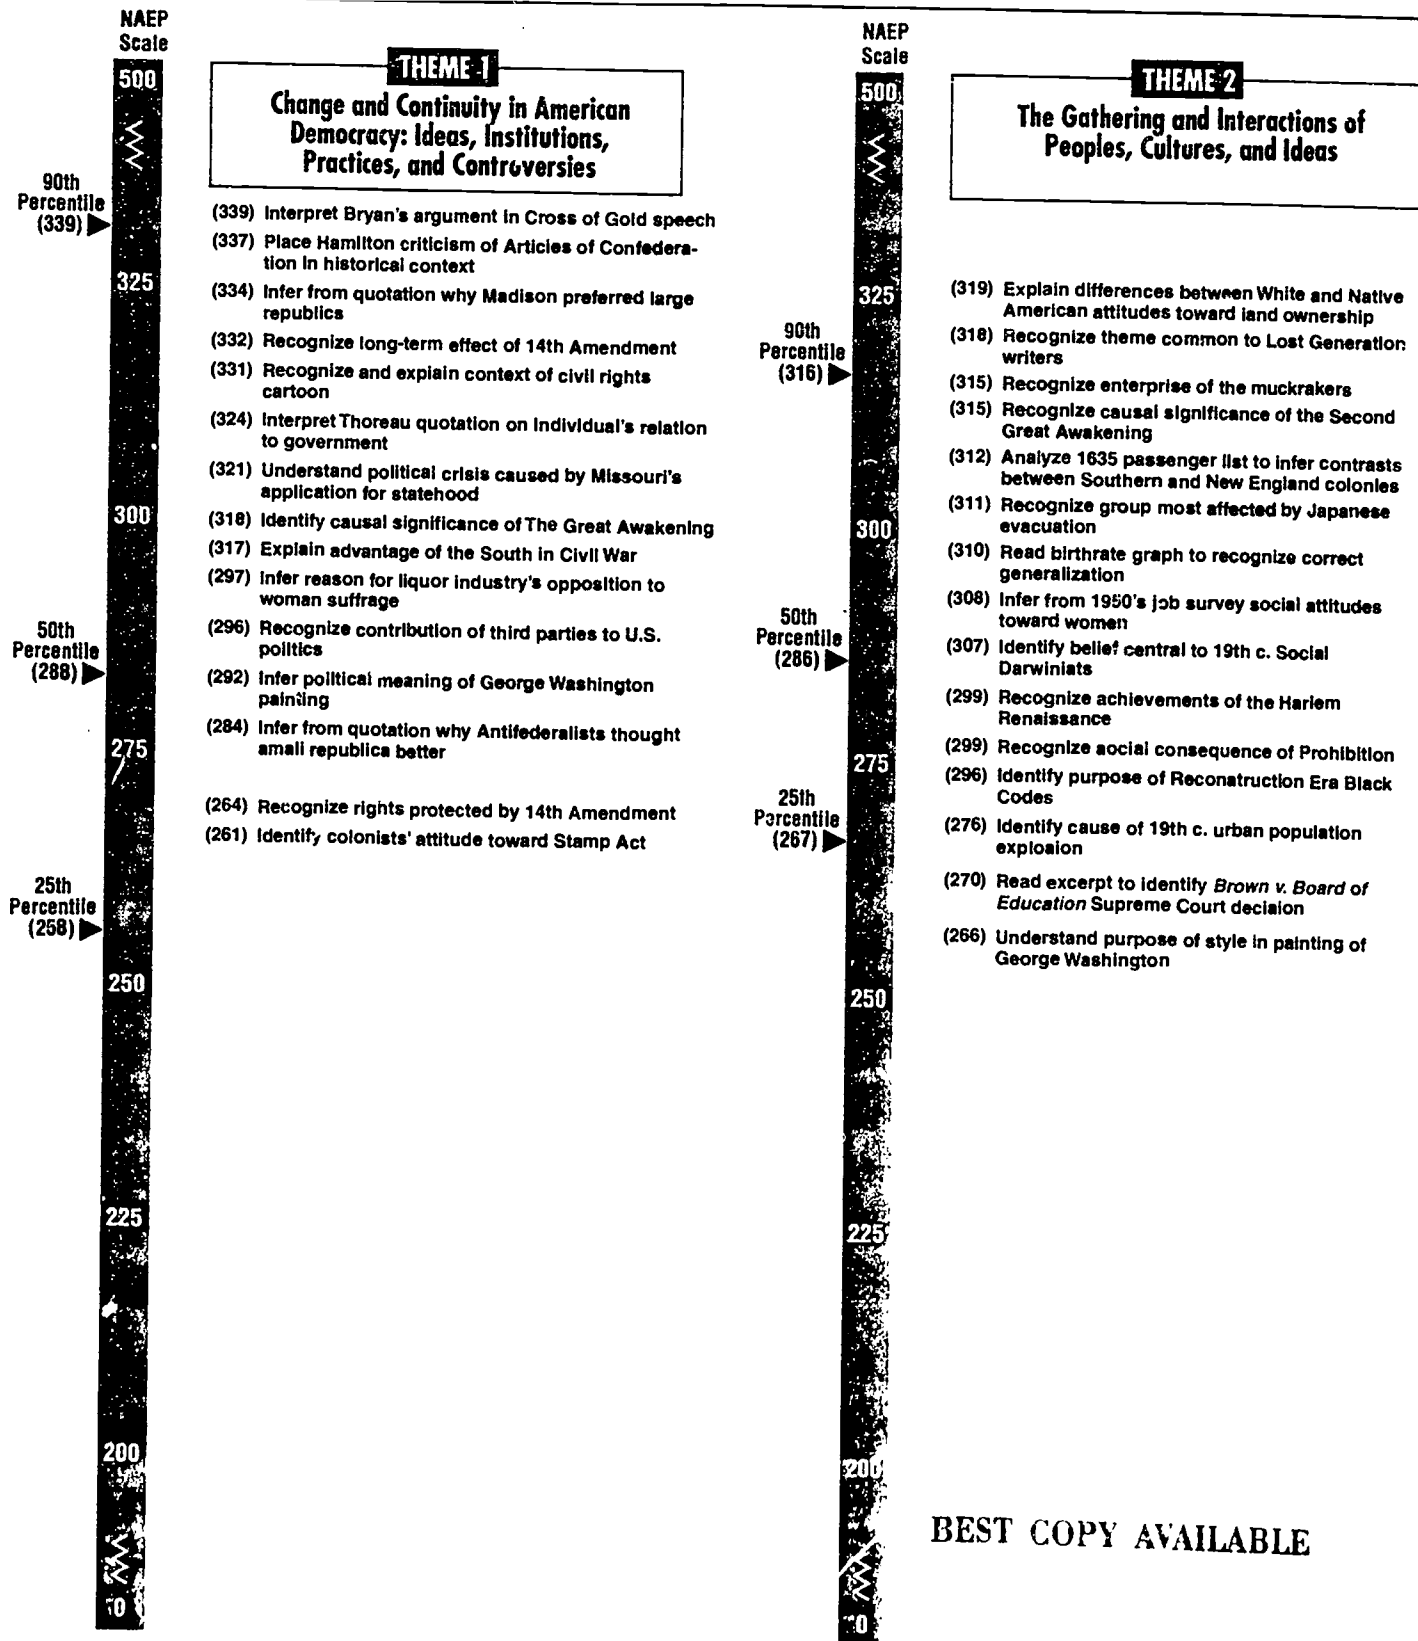 NAEP
Scale
500
THEME 1
Change and Continuity in American
Democracy: Ideas, Institutions,
Practices, and Controversies
90th
Percentile
(339)
(339) Interpret Bryan's argument in Cross of Gold speech
(337) Place Hamilton criticism of Articles of Confedera-
tion in historical context
325
(334) Infer from quotation why Madison preferred large
republics
(332) Recognize long-term effect of 14th Amendment
(331) Recognize and explain context of civil rights
cartoon
(324) Interpret Thoreau quotation on individual's relation
to government
(321) Understand political crisis caused by Missouri's
application for statehood
300
(318) Identify causal significance of The Great Awakening
(317) Explain advantage of the South in Civil War
(297) Infer reason for liquor industry's opposition to
woman suffrage
50th
Percentile
(288)
(296) Recognize contribution of third parties to U.S.
politics
(292) Infer political meaning of George Washington
painting
(284) Infer from quotation why Antifederalists thought
small republics better
275
(264) Recognize rights protected by 14th Amendment
(261) Identify colonists' attitude toward Stamp Act
25th
Percentile
(258)
250
225
200
0
NAEP
Scale
500
THEME 2
The Gathering and Interactions of
Peoples, Cultures, and Ideas
325
(319) Explain differences between White and Native
American attitudes toward land ownership
90th
Percentile
(316)
(318) Recognize theme common to Lost Generation
writers
(315) Recognize enterprise of the muckrakers
(315) Recognize causal significance of the Second
Great Awakening
(312) Analyze 1635 passenger list to infer contrasts
between Southern and New England colonies
(311) Recognize group most affected by Japanese
evacuation
300
(310) Read birthrate graph to recognize correct
generalization
(308) Infer from 1950's job survey social attitudes
toward women
50th
Percentile
(286)
(307) Identify belief central to 19th c. Social
Darwinists
(299) Recognize achievements of the Harlem
Renaissance
(299) Recognize social consequence of Prohibition
275
(296) Identify purpose of Reconstruction Era Black
Codes
25th
Percentile
(267)
(276) Identify cause of 19th c. urban population
explosion
(270) Read excerpt to identify Brown v. Board of
Education Supreme Court decision
(266) Understand purpose of style in painting of
George Washington
250
225
200
0
BEST COPY AVAILABLE